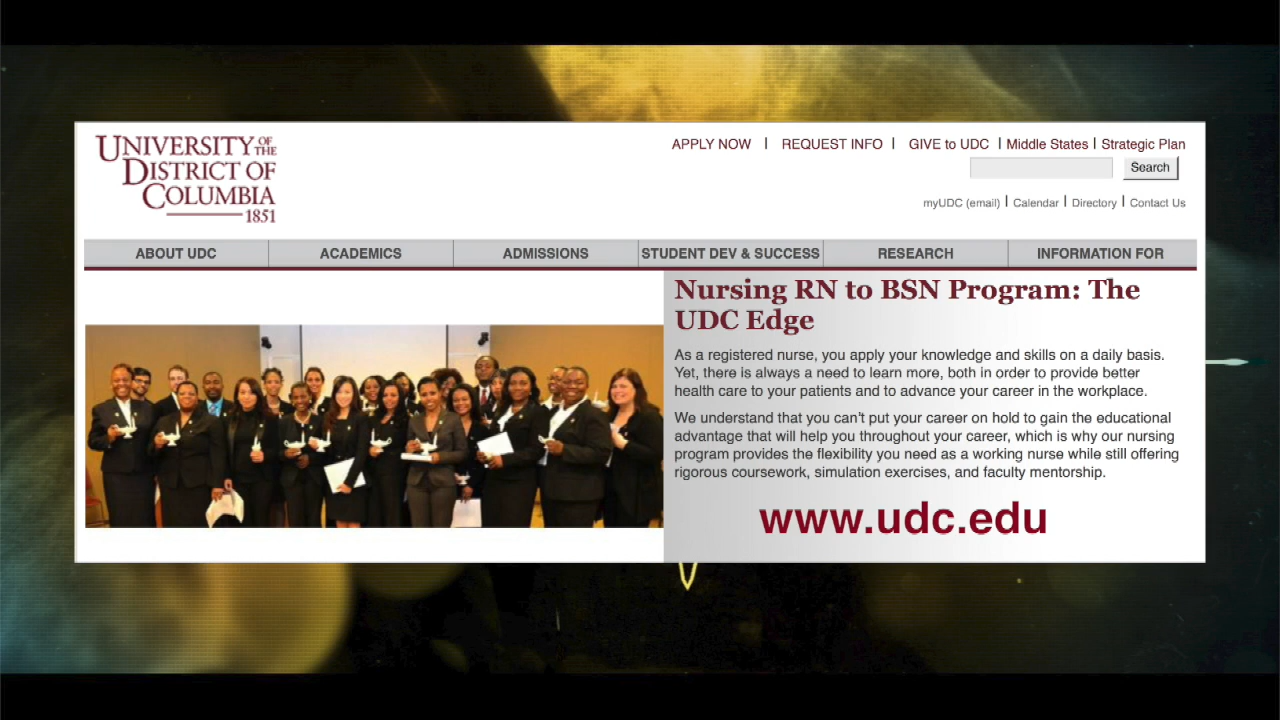 UNIVERSITY OF THE
DISTRICT OF
COLUMBIA
1851
APPLY NOW | REQUEST INFO | GIVE to UDC | Middle States | Strategic Plan
Search
myUDC (email) | Calendar | Directory | Contact Us
ABOUT UDC ACADEMICS ADMISSIONS STUDENT DEV & SUCCESS RESEARCH INFORMATION FOR
Nursing RN to BSN Program: The
UDC Edge
As a registered nurse, you apply your knowledge and skills on a daily basis.
Yet, there is always a need to learn more, both in order to provide better
health care to your patients and to advance your career in the workplace.
We understand that you can't put your career on hold to gain the educational
advantage that will help you throughout your career, which is why our nursing
program provides the flexibility you need as a working nurse while still offering
rigorous coursework, simulation exercises, and faculty mentorship.
www.udc.edu